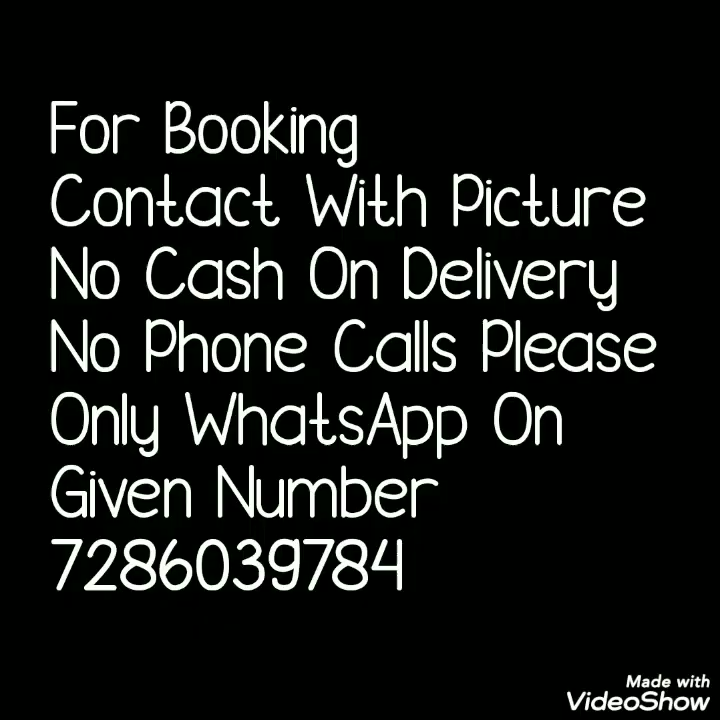 For Booking
Contact With Picture
No Cash On Delivery
No Phone Calls Please
Only WhatsApp On
Given Number
7286039784
Made with
VideoShow